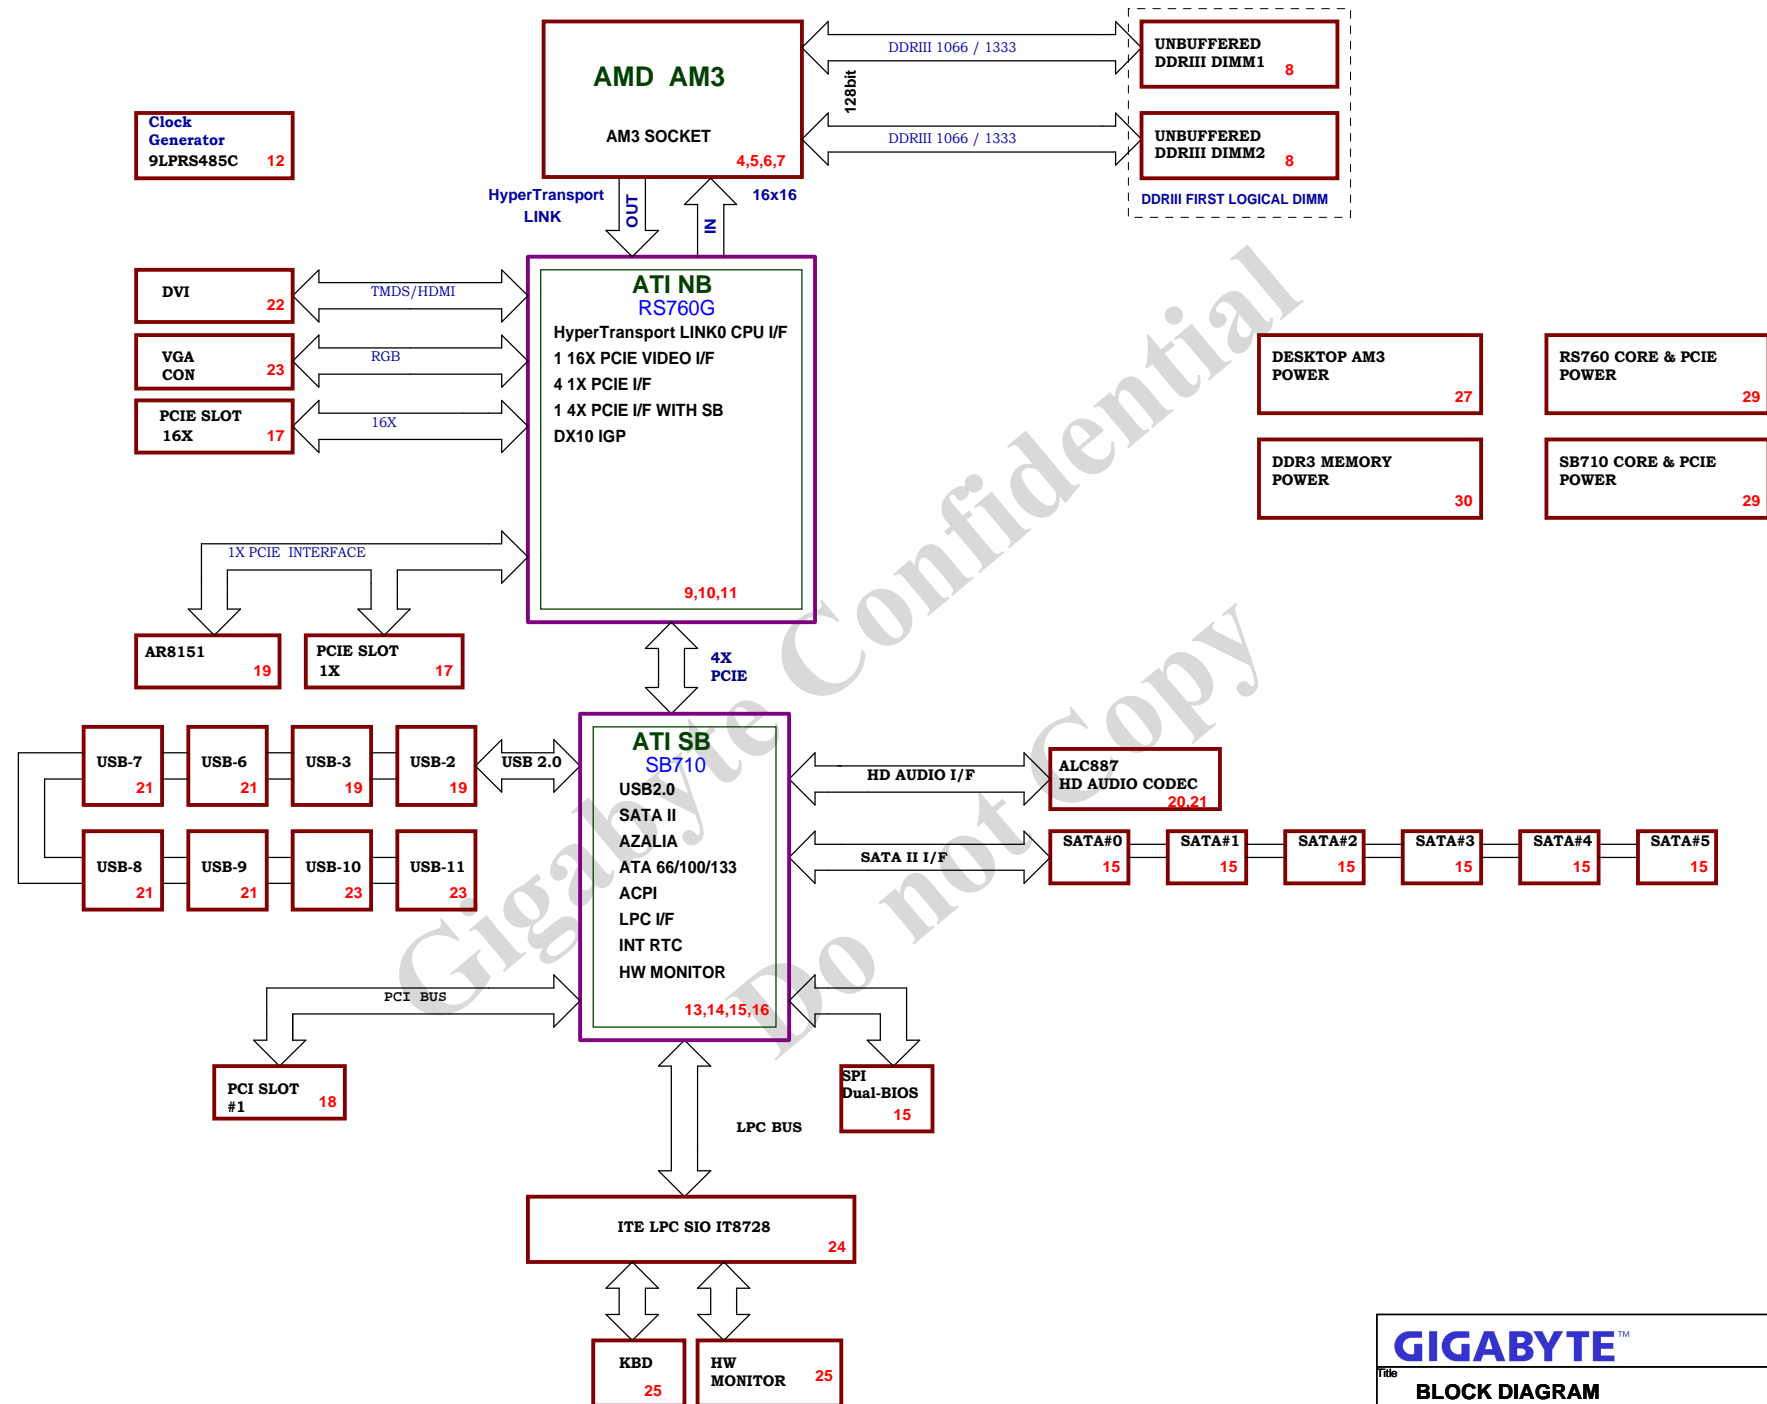 AMD AM3
AM3 SOCKET
4,5,6,7
DDRIII 1066 / 1333
128bit
DDRIII 1066 / 1333
UNBUFFERED
DDRIII DIMM1
8
UNBUFFERED
DDRIII DIMM2
8
DDRIII FIRST LOGICAL DIMM
Clock
Generator
9LPRS485C 12
HyperTransport
LINK
OUT
IN
16x16
DVI
22
TMDS/HDMI
VGA
CON
23
RGB
PCIE SLOT
16X 17
16X
ATI NB
RS760G
HyperTransport LINK0 CPU I/F
1 16X PCIE VIDEO I/F
4 1X PCIE I/F
1 4X PCIE I/F WITH SB
DX10 IGP
9,10,11
DESKTOP AM3
POWER
27
RS760 CORE & PCIE
POWER
29
DDR3 MEMORY
POWER
30
SB710 CORE & PCIE
POWER
29
1X PCIE INTERFACE
AR8151
19
PCIE SLOT
1X 17
4X
PCIE
USB-7
21
USB-6
21
USB-3
19
USB-2
19
USB 2.0
USB-8
21
USB-9
21
USB-10
23
USB-11
23
ATI SB
SB710
USB2.0
SATA II
AZALIA
ATA 66/100/133
ACPI
LPC I/F
INT RTC
HW MONITOR
13,14,15,16
HD AUDIO I/F
ALC887
HD AUDIO CODEC
20,21
SATA II I/F
SATA#0
15
SATA#1
15
SATA#2
15
SATA#3
15
SATA#4
15
SATA#5
15
PCI BUS
PCI SLOT
#1 18
SPI
Dual-BIOS
15
LPC BUS
ITE LPC SIO IT8728
24
KBD
25
HW
MONITOR 25
Gigabyte Confidential
Do not Copy
GIGABYTE™
Title
BLOCK DIAGRAM